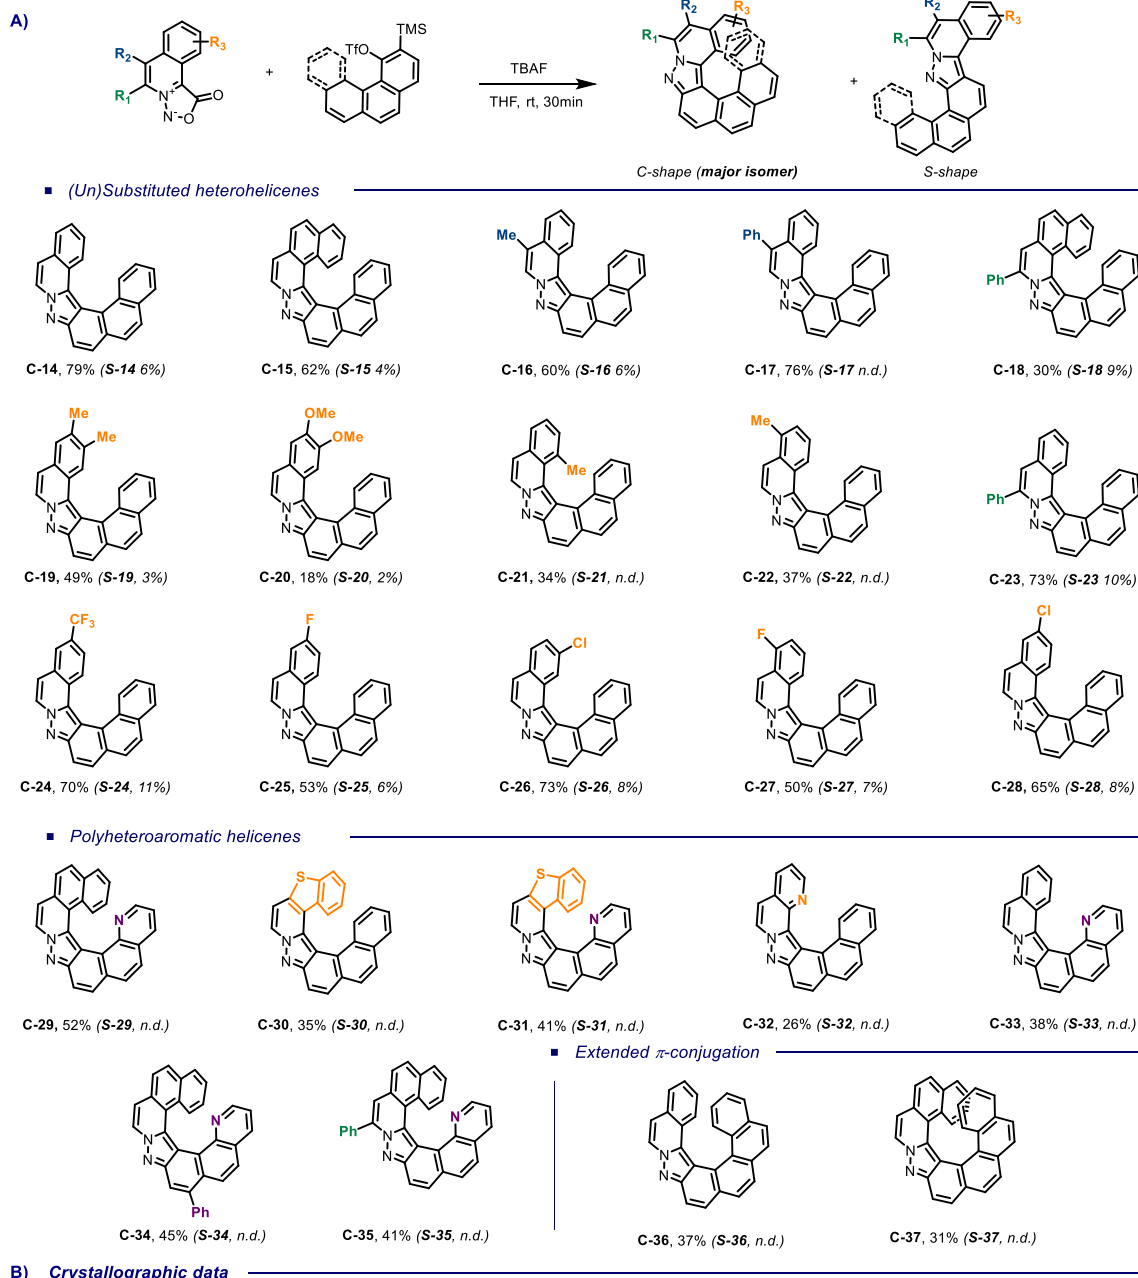 A)
R2
R3
R1
N+
O
N-
O
+
TMS
TfO
TBAF
THF, rt, 30min
R2
R3
R1
N
N
+
R2
R3
R1
N
N
C-shape (major isomer)
S-shape
■ (Un)Substituted heterohelicenes
N
N
N
N
Me
N
N
Ph
N
N
Ph
N
N
C-14, 79% (S-14 6%)
C-15, 62% (S-15 4%)
C-16, 60% (S-16 6%)
C-17, 76% (S-17 n.d.)
C-18, 30% (S-18 9%)
Me
Me
N
N
OMe
OMe
N
N
Me
N
N
Me
N
N
Ph
N
N
C-19, 49% (S-19, 3%)
C-20, 18% (S-20, 2%)
C-21, 34% (S-21, n.d.)
C-22, 37% (S-22, n.d.)
C-23, 73% (S-23 10%)
CF3
N
N
F
N
N
Cl
N
N
F
N
N
Cl
N
N
C-24, 70% (S-24, 11%)
C-25, 53% (S-25, 6%)
C-26, 73% (S-26, 8%)
C-27, 50% (S-27, 7%)
C-28, 65% (S-28, 8%)
■ Polyheteroaromatic helicenes
N
N
N
S
N
N
S
N
N
N
N
N
N
N
N
N
C-29, 52% (S-29, n.d.)
C-30, 35% (S-30, n.d.)
C-31, 41% (S-31, n.d.)
C-32, 26% (S-32, n.d.)
C-33, 38% (S-33, n.d.)
■ Extended π-conjugation
N
N
N
Ph
Ph
N
N
N
N
N
N
N
C-34, 45% (S-34, n.d.)
C-35, 41% (S-35, n.d.)
C-36, 37% (S-36, n.d.)
C-37, 31% (S-37, n.d.)
B) Crystallographic data